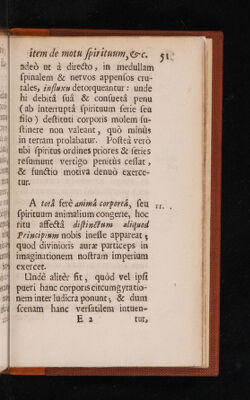 item de motu spirituum, &c. 51
adeò ut à directo, in medullam
spinalem & nervos appensos cru-
rales, influxu detorqueantur: unde
hi debitâ suâ & consuetâ penu
(ab interruptâ spirituum serie seu
filo) destituti corporis molem su-
stinere non valeant, quò minùs
in terram prolabatur. Posteà verò
ubi spiritus ordines priores & series
resumunt vertigo penitùs cessat,
& functio motiva denuò exerce-
tur.
A totâ ferè animâ corporeâ, seu 11.
spirituum animalium congerie, hoc
ritu affectâ distinctum aliquod
Principium nobis inesse appareat;
quod divinioris auræ particeps in
imaginationem nostram imperium
exercet.
Unde alitèr fit, quòd vel ipsi
pueri hanc corporis circumgyratio-
nem inter ludicra ponunt; & dum
scenam hanc versatilem intuen-
E 2 tur,